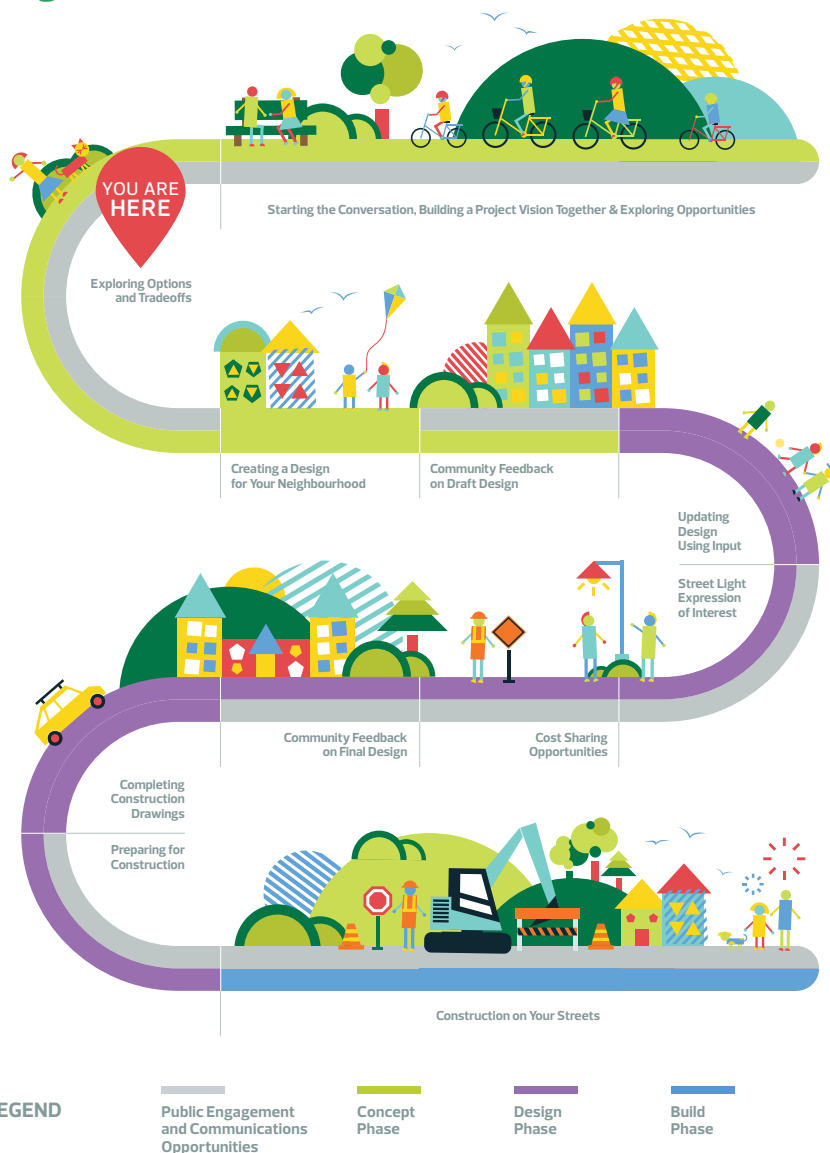 YOU ARE
HERE
Starting the Conversation, Building a Project Vision Together & Exploring Opportunities
Exploring Options
and Tradeoffs
Creating a Design
for Your Neighbourhood
Community Feedback
on Draft Design
Updating
Design
Using Input
Street Light
Expression
of Interest
Community Feedback
on Final Design
Cost Sharing
Opportunities
Completing
Construction
Drawings
Preparing for
Construction
Construction on Your Streets
EGEND
Public Engagement
and Communications
Opportunities
Concept
Phase
Design
Phase
Build
Phase